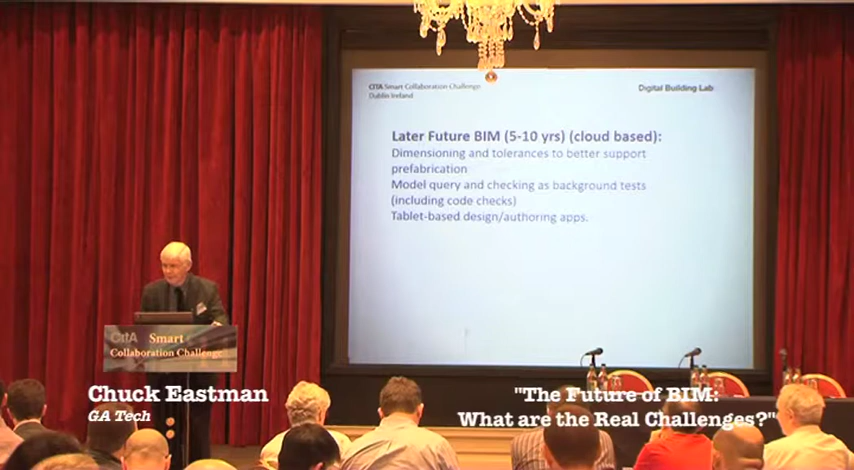 CITA Smart Collaboration Challenge
Dublin Ireland
Digital Building Lab
Later Future BIM (5-10 yrs) (cloud based):
Dimensioning and tolerances to better support
prefabrication
Model query and checking as background tests
(including code checks)
Tablet-based design/authoring apps.
CitA Smart
Collaboration Challenge
Chuck Eastman
GA Tech
"The Future of BIM:
What are the Real Challenges?"